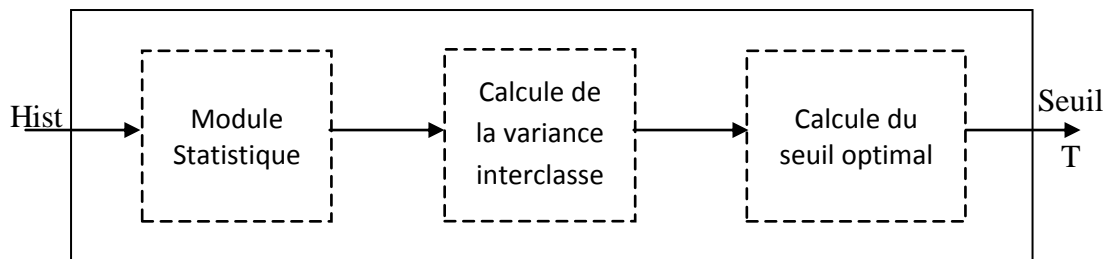 Hist
Module
Statistique
Calcule de
la variance
interclasse
Calcule du
seuil optimal
Seuil
T